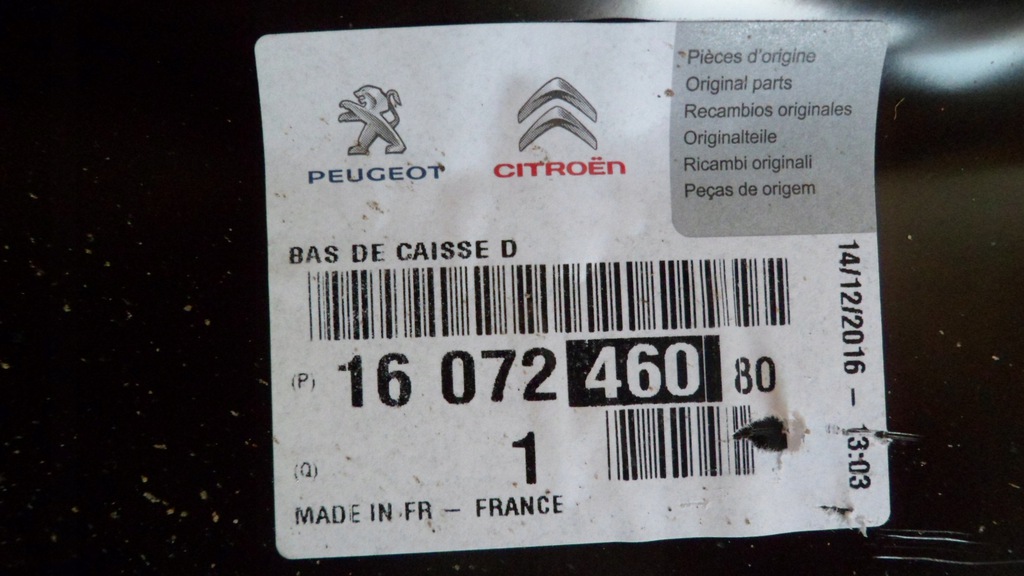 PEUGEOT
CITROËN
Pièces d'origine
Original parts
Recambios originales
Originalteile
Ricambi originali
Peças de origem
BAS DE CAISSE D
(P) 16 072 460 80
(Q) 1
MADE IN FR – FRANCE
14/12/2016 – 13:03